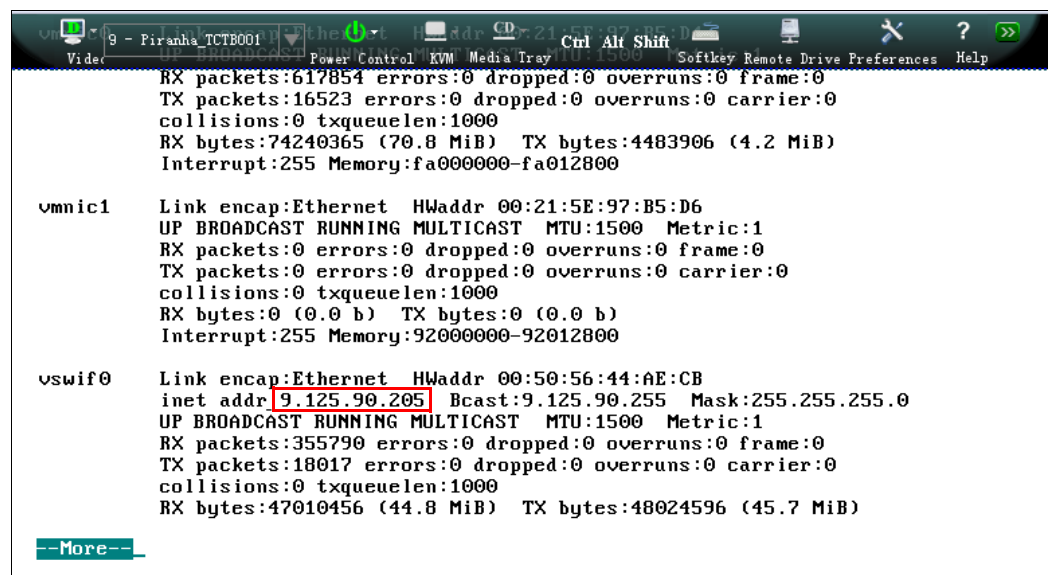 9 - Piranha_TCTB001
Ctrl Alt Shift
Video Power Control KVM Media Tray Softkey Remote Drive Preferences Help
RX packets:617854 errors:0 dropped:0 overruns:0 frame:0
TX packets:16523 errors:0 dropped:0 overruns:0 carrier:0
collisions:0 txqueuelen:1000
RX bytes:74240365 (70.8 MiB) TX bytes:4483906 (4.2 MiB)
Interrupt:255 Memory:fa000000-fa012800
vmnic1 Link encap:Ethernet HWaddr 00:21:5E:97:B5:D6
UP BROADCAST RUNNING MULTICAST MTU:1500 Metric:1
RX packets:0 errors:0 dropped:0 overruns:0 frame:0
TX packets:0 errors:0 dropped:0 overruns:0 carrier:0
collisions:0 txqueuelen:1000
RX bytes:0 (0.0 b) TX bytes:0 (0.0 b)
Interrupt:255 Memory:92000000-92012800
vswif0 Link encap:Ethernet HWaddr 00:50:56:44:AE:CB
inet addr 9.125.90.205 Bcast:9.125.90.255 Mask:255.255.255.0
UP BROADCAST RUNNING MULTICAST MTU:1500 Metric:1
RX packets:355790 errors:0 dropped:0 overruns:0 frame:0
TX packets:18017 errors:0 dropped:0 overruns:0 carrier:0
collisions:0 txqueuelen:1000
RX bytes:47010456 (44.8 MiB) TX bytes:48024596 (45.7 MiB)
--More--